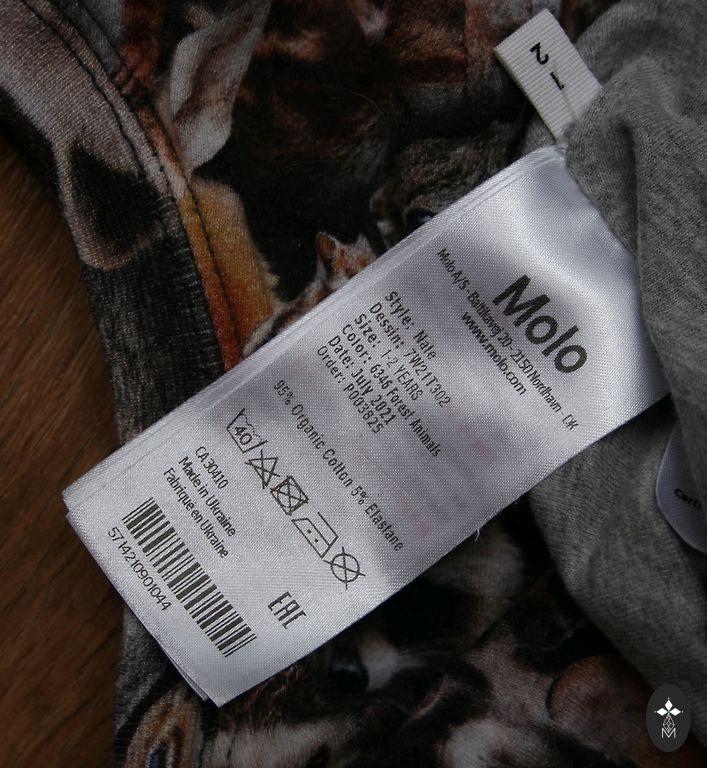 2
1
Molo
Molo A/S - Baltikavej 20 - 2150 Nordhavn - DK
www.molo.com
Style: Nate
Dessin: 7W21T302
Size: 1-2 YEARS
Color: 6346 Forest Animals
Date: July 2021
Order: P003825
95% Organic Cotton 5% Elastane
40
CA 30410
Made in Ukraine
Fabriqué en Ukraine
5714210901044
EAC
M